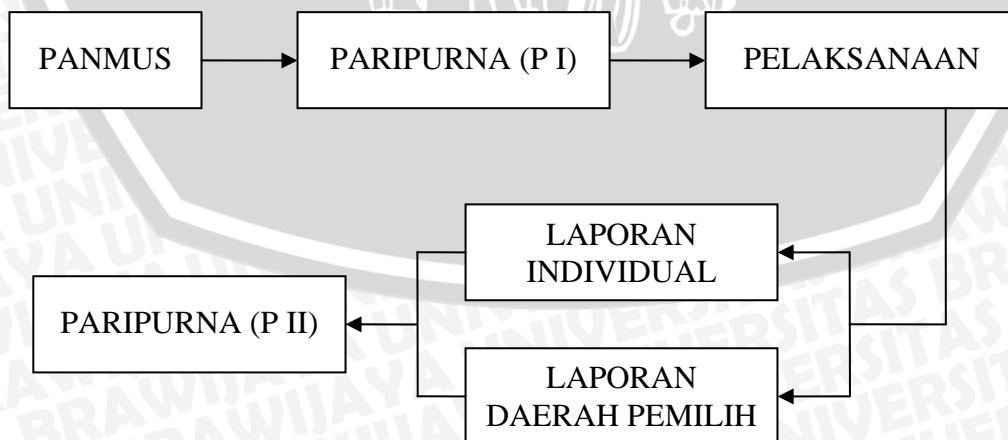 PANMUS
PARIPURNA (P I)
PELAKSANAAN
LAPORAN
INDIVIDUAL
PARIPURNA (P II)
LAPORAN
DAERAH PEMILIH